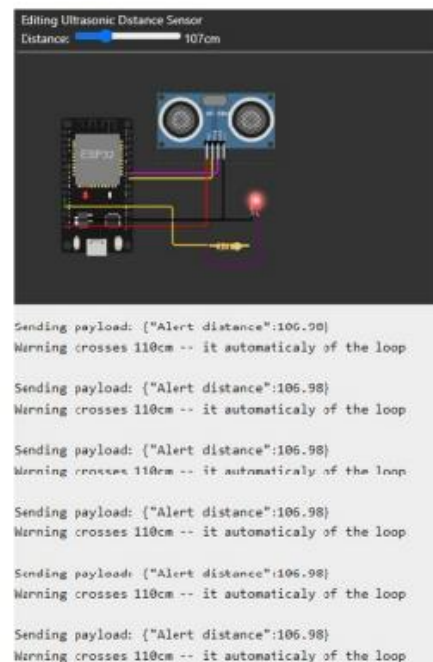 Editing Ultrasonic Distance Sensor
Distance: 107cm
ESP32
Sending payload: {"Alert distance":106.98}
Warning crosses 110cm -- it automaticaly of the loop
Sending payload: {"Alert distance":106.98}
Warning crosses 110cm -- it automaticaly of the loop
Sending payload: {"Alert distance":106.98}
Warning crosses 110cm -- it automaticaly of the loop
Sending payload: {"Alert distance":106.98}
Warning crosses 110cm -- it automaticaly of the loop
Sending payload: {"Alert distance":106.98}
Warning crosses 110cm -- it automaticaly of the loop
Sending payload: {"Alert distance":106.98}
Warning crosses 110cm -- it automaticaly of the loop